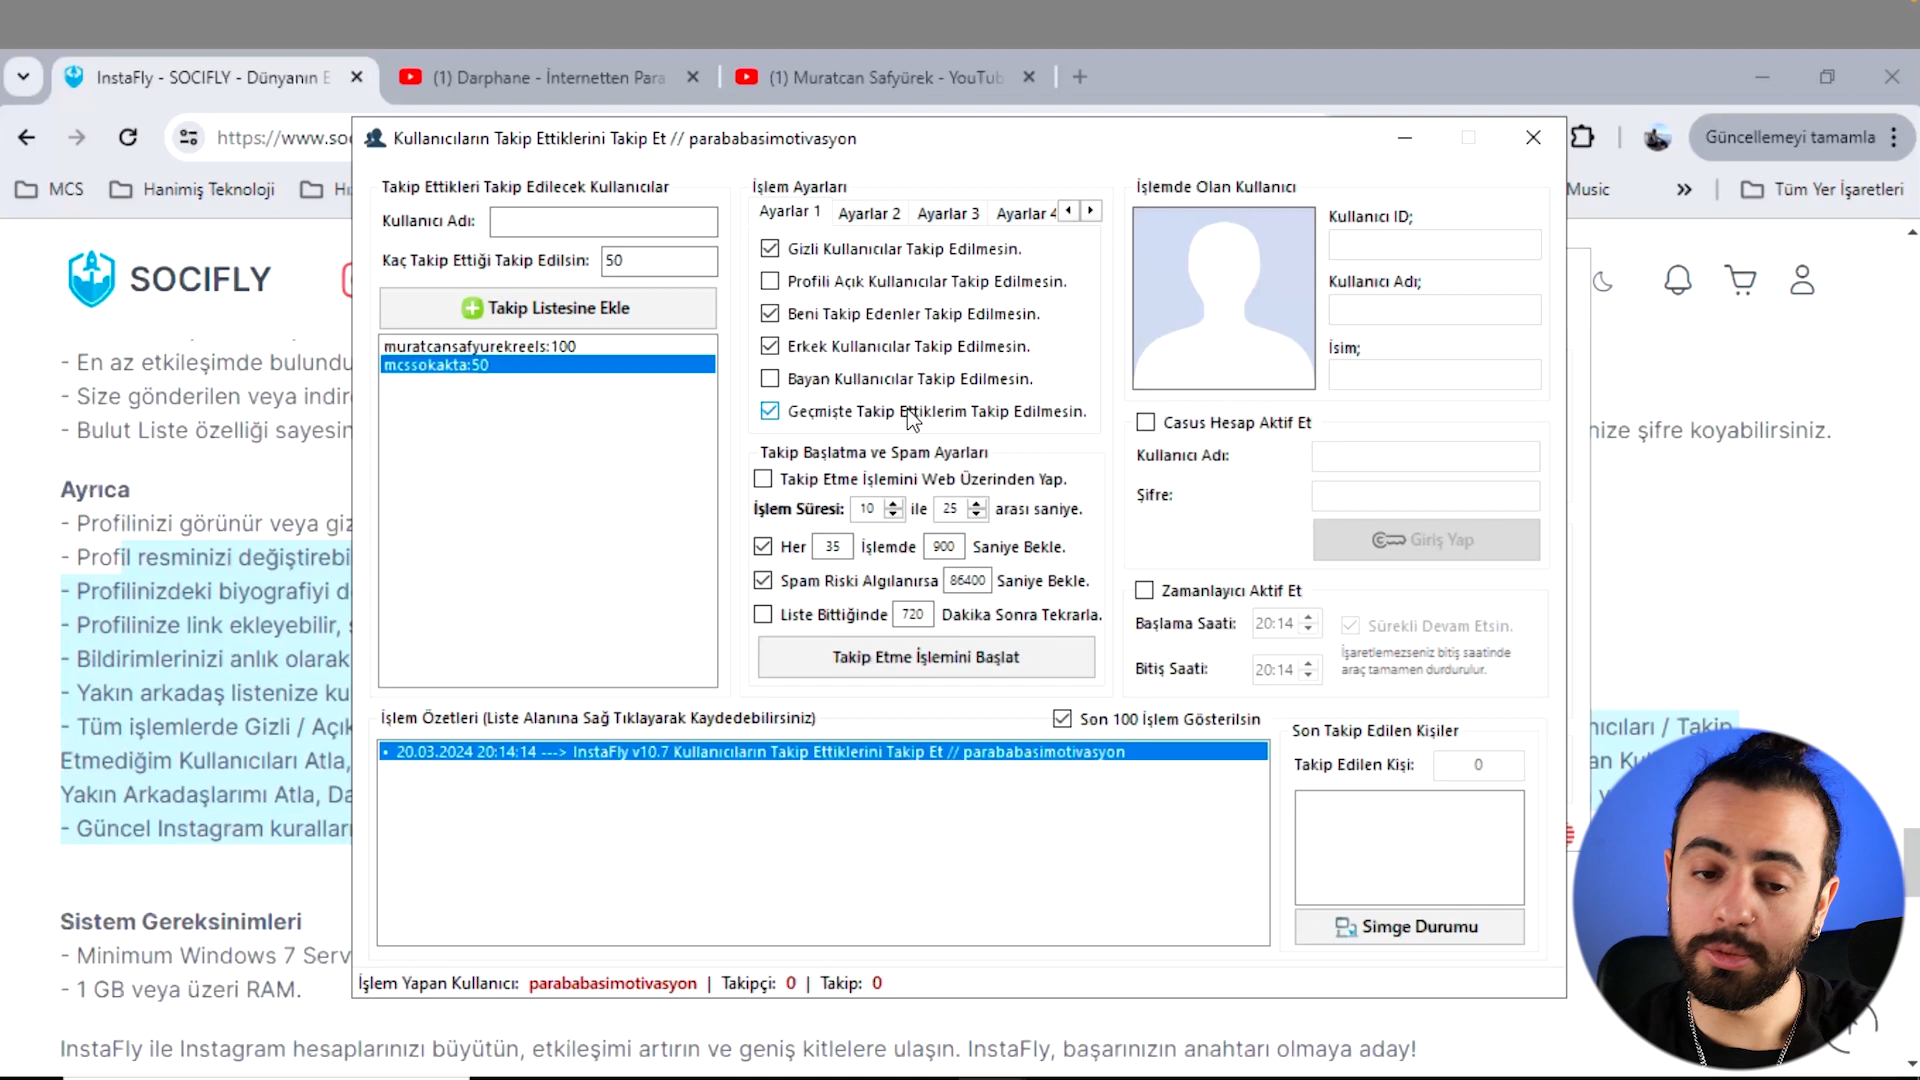 InstaFly - SOCIFLY - Dünyanın E
(1) Darphane - İnternetten Para
(1) Muratcan Safyürek - YouTub
https://www.soc
Güncellemeyi tamamla
MCS
Hanimiş Teknoloji
Music
Tüm Yer İşaretleri
SOCIFLY
- En az etkileşimde bulundu
- Size gönderilen veya indir
- Bulut Liste özelliği sayesin
nize şifre koyabilirsiniz.
Ayrıca
- Profilinizi görünür veya giz
- Profil resminizi değiştirebi
- Profilinizdeki biyografiyi d
- Profilinize link ekleyebilir, s
- Bildirimlerinizi anlık olarak
- Yakın arkadaş listenize ku
- Tüm işlemlerde Gizli / Açık
nıcıları / Takip
Etmediğim Kullanıcıları Atla,
an Ku
Yakın Arkadaşlarımı Atla, Da
- Güncel Instagram kuralları
Sistem Gereksinimleri
- Minimum Windows 7 Serv
- 1 GB veya üzeri RAM.
InstaFly ile Instagram hesaplarınızı büyütün, etkileşimi artırın ve geniş kitlelere ulaşın. InstaFly, başarınızın anahtarı olmaya aday!
Kullanıcıların Takip Ettiklerini Takip Et // parababasimotivasyon
Takip Ettikleri Takip Edilecek Kullanıcılar
Kullanıcı Adı:
Kaç Takip Ettiği Takip Edilsin: 50
Takip Listesine Ekle
muratcansafyurekreels:100
mcssokakta:50
İşlem Ayarları
Ayarlar 1 Ayarlar 2 Ayarlar 3 Ayarlar 4
Gizli Kullanıcılar Takip Edilmesin.
Profili Açık Kullanıcılar Takip Edilmesin.
Beni Takip Edenler Takip Edilmesin.
Erkek Kullanıcılar Takip Edilmesin.
Bayan Kullanıcılar Takip Edilmesin.
Geçmişte Takip Ettiklerim Takip Edilmesin.
Takip Başlatma ve Spam Ayarları
Takip Etme İşlemini Web Üzerinden Yap.
İşlem Süresi: 10 ile 25 arası saniye.
Her 35 İşlemde 900 Saniye Bekle.
Spam Riski Algılanırsa 86400 Saniye Bekle.
Liste Bittiğinde 720 Dakika Sonra Tekrarla.
Takip Etme İşlemini Başlat
İşlemde Olan Kullanıcı
Kullanıcı ID;
Kullanıcı Adı;
İsim;
Casus Hesap Aktif Et
Kullanıcı Adı:
Şifre:
Giriş Yap
Zamanlayıcı Aktif Et
Başlama Saati: 20:14
Sürekli Devam Etsin.
İşaretlemezseniz bitiş saatinde
araç tamamen durdurulur.
Bitiş Saati: 20:14
İşlem Özetleri (Liste Alanına Sağ Tıklayarak Kaydedebilirsiniz)
Son 100 İşlem Gösterilsin
• 20.03.2024 20:14:14 ---> InstaFly v10.7 Kullanıcıların Takip Ettiklerini Takip Et // parababasimotivasyon
Son Takip Edilen Kişiler
Takip Edilen Kişi: 0
Simge Durumu
İşlem Yapan Kullanıcı: parababasimotivasyon | Takipçi: 0 | Takip: 0